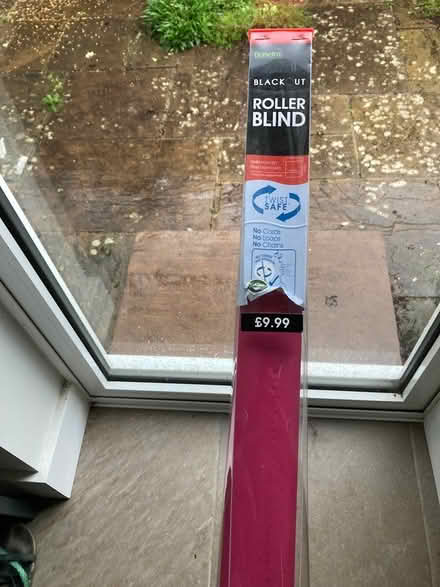 BLACKOUT
ROLLER
BLIND
TWIST
SAFE
No Cords
No Loops
No Chains
£9.99